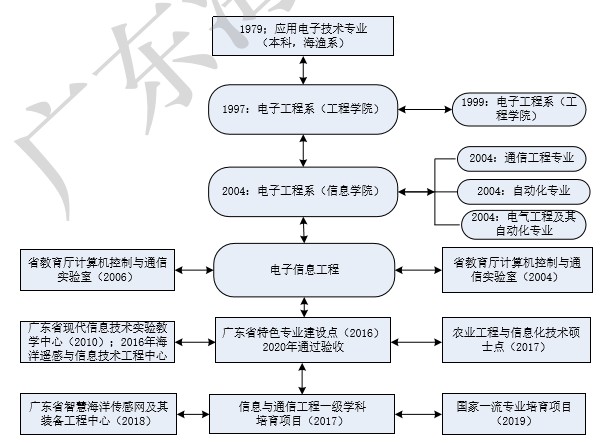 1979：应用电子技术专业
（本科，海渔系）
1997：电子工程系（工程学院）
1999：电子工程系（工
程学院）
2004：通信工程专业
2004：电子工程系（信息学院）
2004：自动化专业
2004：电气工程及其
自动化专业
省教育厅计算机控制与通信
实验室（2006）
电子信息工程
省教育厅计算机控制与通
信实验室（2004）
广东省现代信息技术实验教
学中心（2010）；2016年海
洋遥感与信息技术工程中心
广东省特色专业建设点（2016）
2020年通过验收
农业工程与信息化技术硕
士点（2017）
广东省智慧海洋传感网及其
装备工程中心（2018）
信息与通信工程一级学科
培育项目（2017）
国家一流专业培育项目
（2019）
广东海